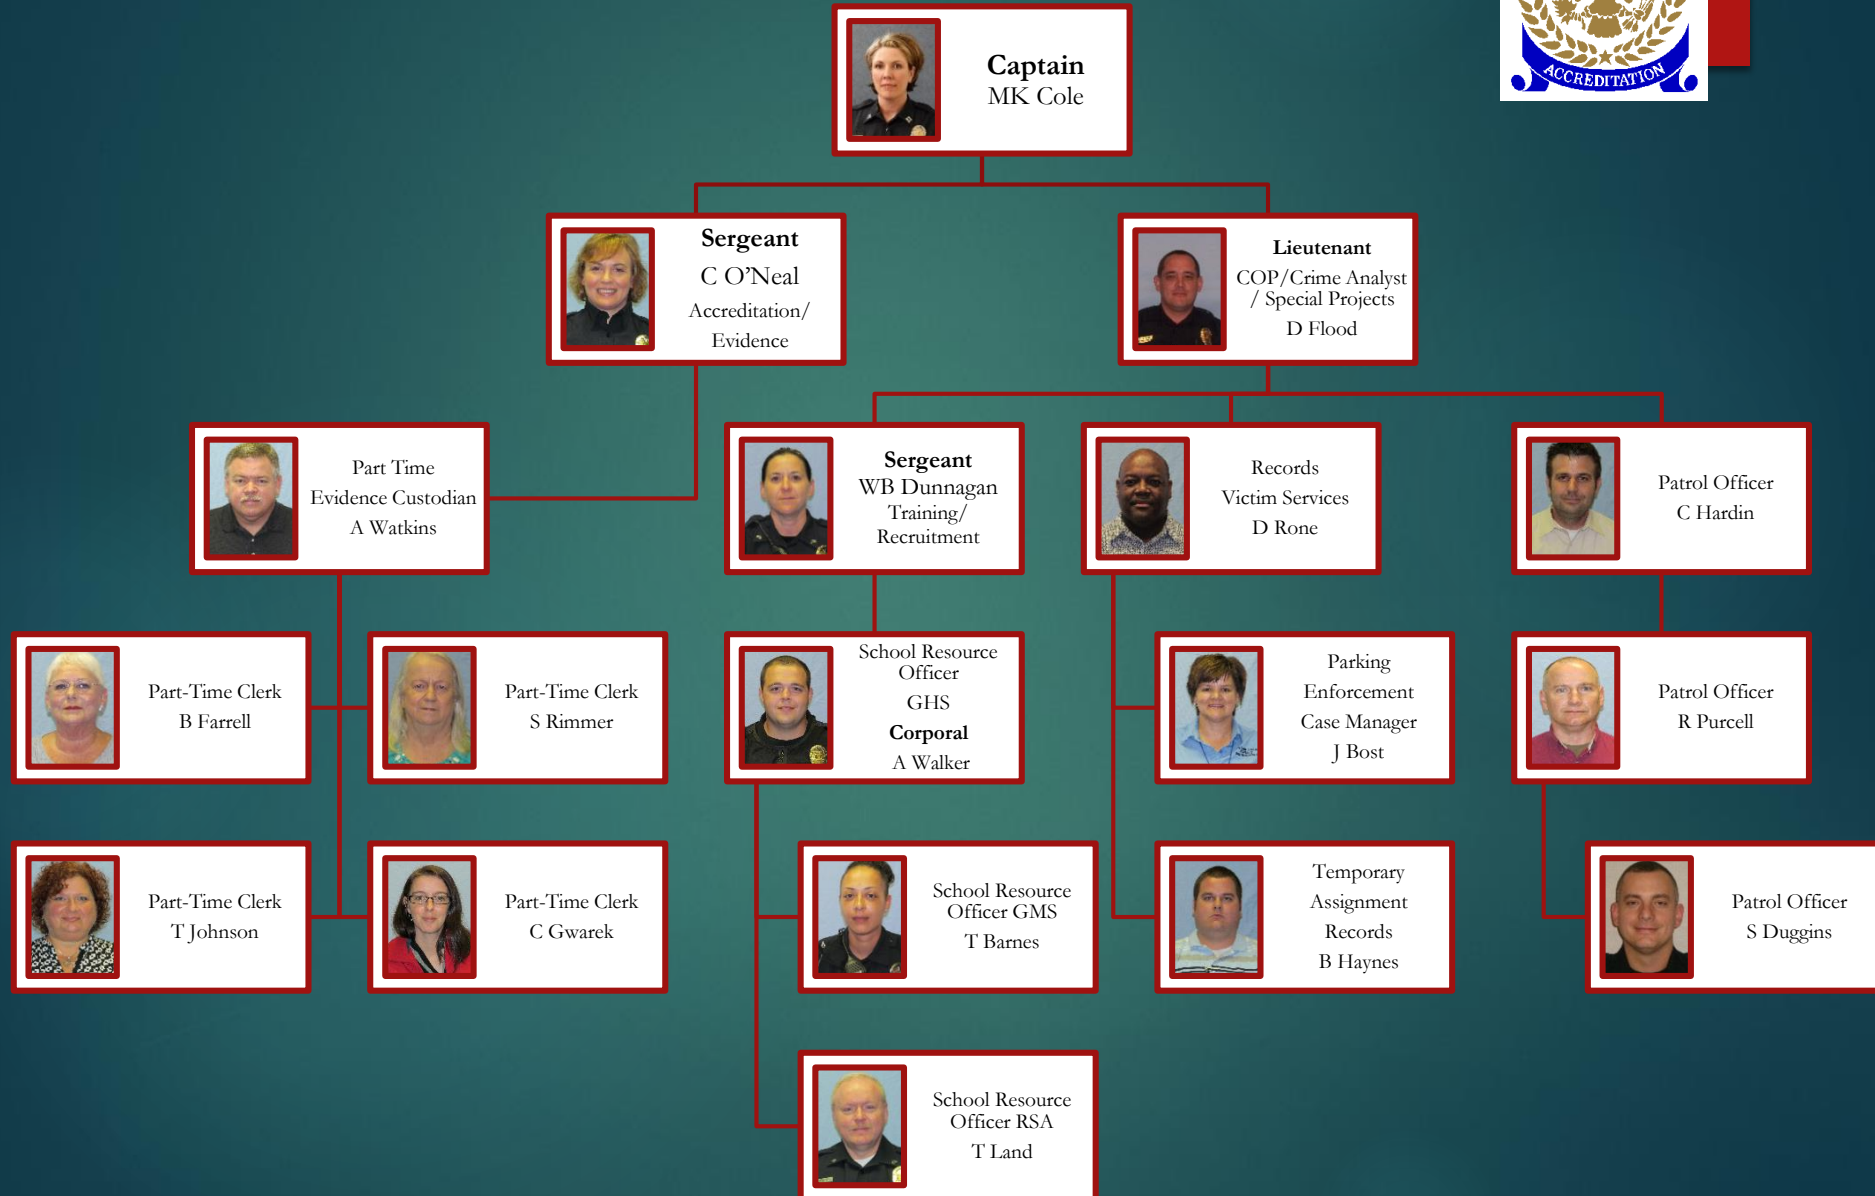 ACCREDITATION
Captain
MK Cole
Sergeant
C O’Neal
Accreditation/
Evidence
Lieutenant
COP/Crime Analyst
/ Special Projects
D Flood
Part Time
Evidence Custodian
A Watkins
Sergeant
WB Dunnagan
Training/
Recruitment
Records
Victim Services
D Rone
Patrol Officer
C Hardin
Part-Time Clerk
B Farrell
Part-Time Clerk
S Rimmer
School Resource
Officer
GHS
Corporal
A Walker
Parking
Enforcement
Case Manager
J Bost
Patrol Officer
R Purcell
Part-Time Clerk
T Johnson
Part-Time Clerk
C Gwarek
School Resource
Officer GMS
T Barnes
Temporary
Assignment
Records
B Haynes
Patrol Officer
S Duggins
School Resource
Officer RSA
T Land